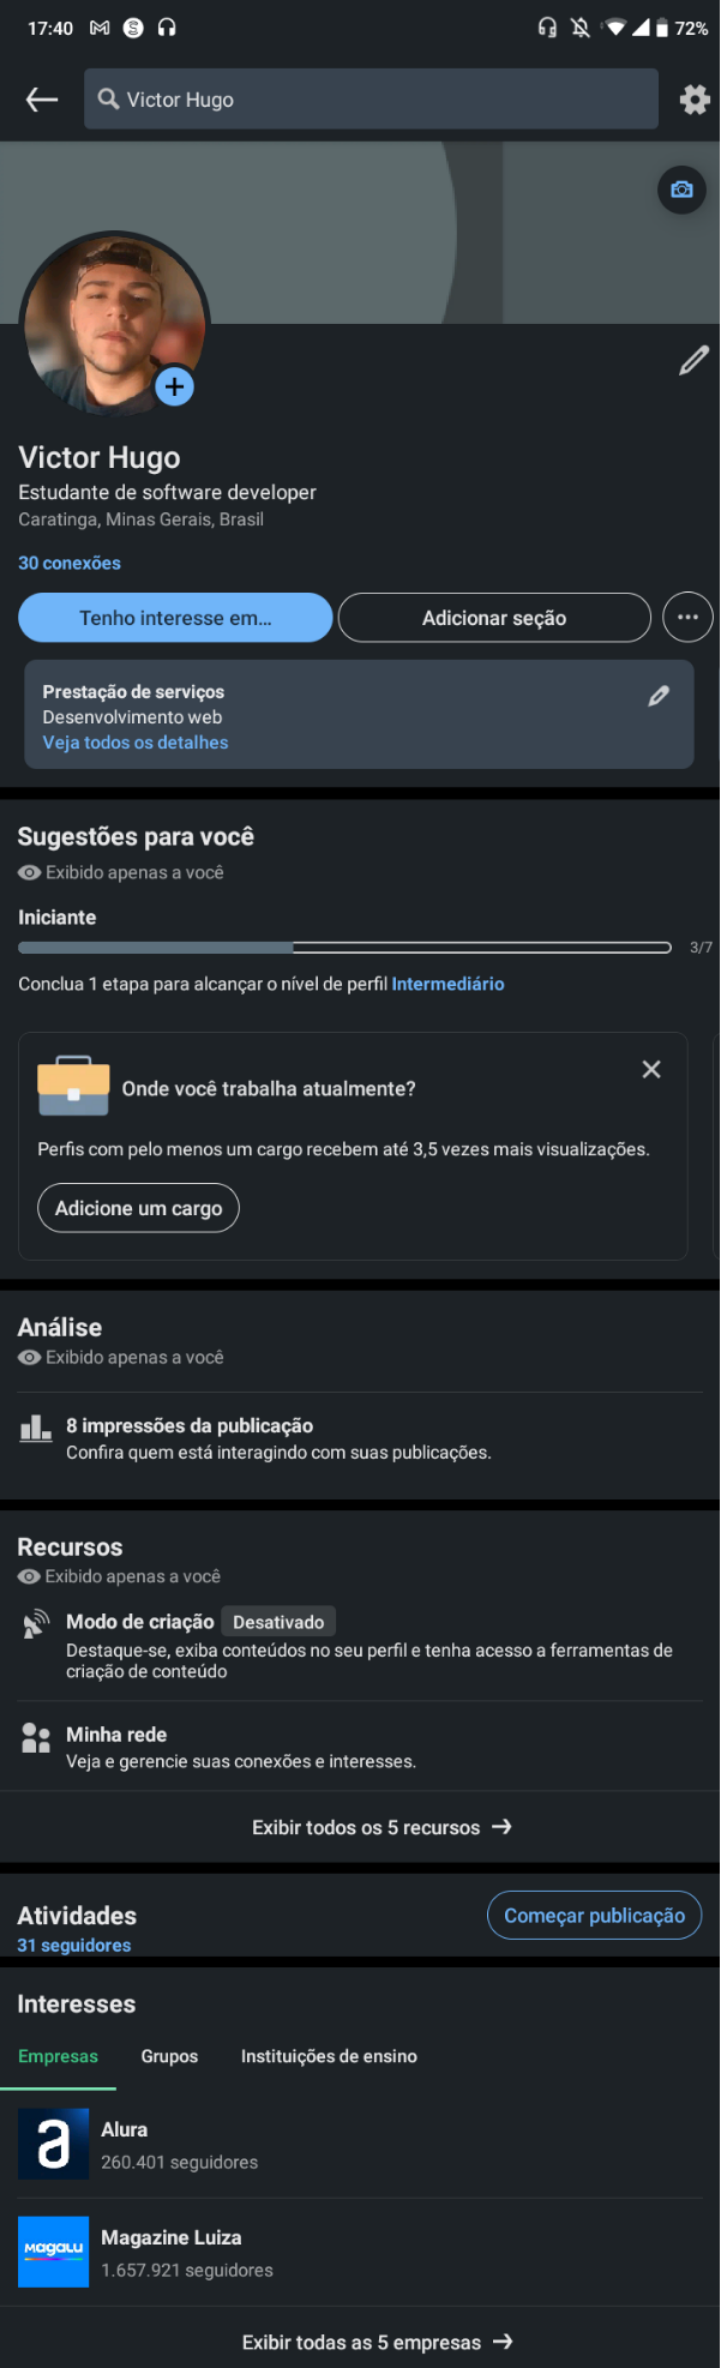 17:40
72%
Victor Hugo
Victor Hugo
Estudante de software developer
Caratinga, Minas Gerais, Brasil
30 conexões
Tenho interesse em...
Adicionar seção
Prestação de serviços
Desenvolvimento web
Veja todos os detalhes
Sugestões para você
Exibido apenas a você
Iniciante
3/7
Conclua 1 etapa para alcançar o nível de perfil Intermediário
Onde você trabalha atualmente?
Perfis com pelo menos um cargo recebem até 3,5 vezes mais visualizações.
Adicione um cargo
Análise
Exibido apenas a você
8 impressões da publicação
Confira quem está interagindo com suas publicações.
Recursos
Exibido apenas a você
Modo de criação Desativado
Destaque-se, exiba conteúdos no seu perfil e tenha acesso a ferramentas de
criação de conteúdo
Minha rede
Veja e gerencie suas conexões e interesses.
Exibir todos os 5 recursos
Atividades
Começar publicação
31 seguidores
Interesses
Empresas Grupos Instituições de ensino
a
Alura
260.401 seguidores
Magalu
Magazine Luiza
1.657.921 seguidores
Exibir todas as 5 empresas